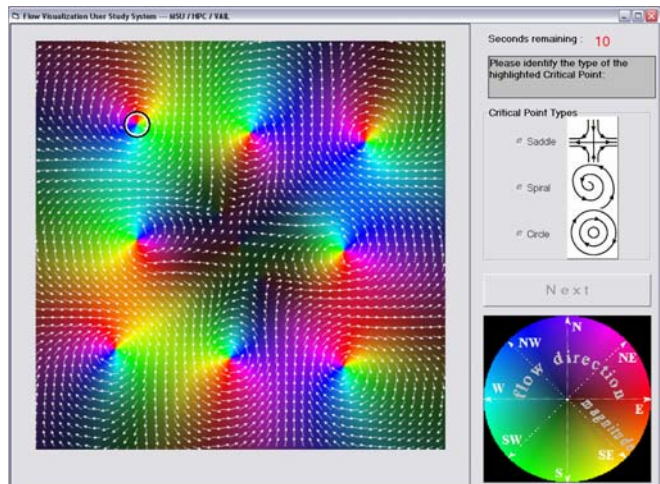 Flow Visualization User Study System -- MSU / HPC / VAIL
Seconds remaining : 10
Please identify the type of the
highlighted Critical Point:
Critical Point Types
Saddle
Spiral
Circle
Next
N
NW
NE
flow direction
W
E
magnitude
SW
SE
S